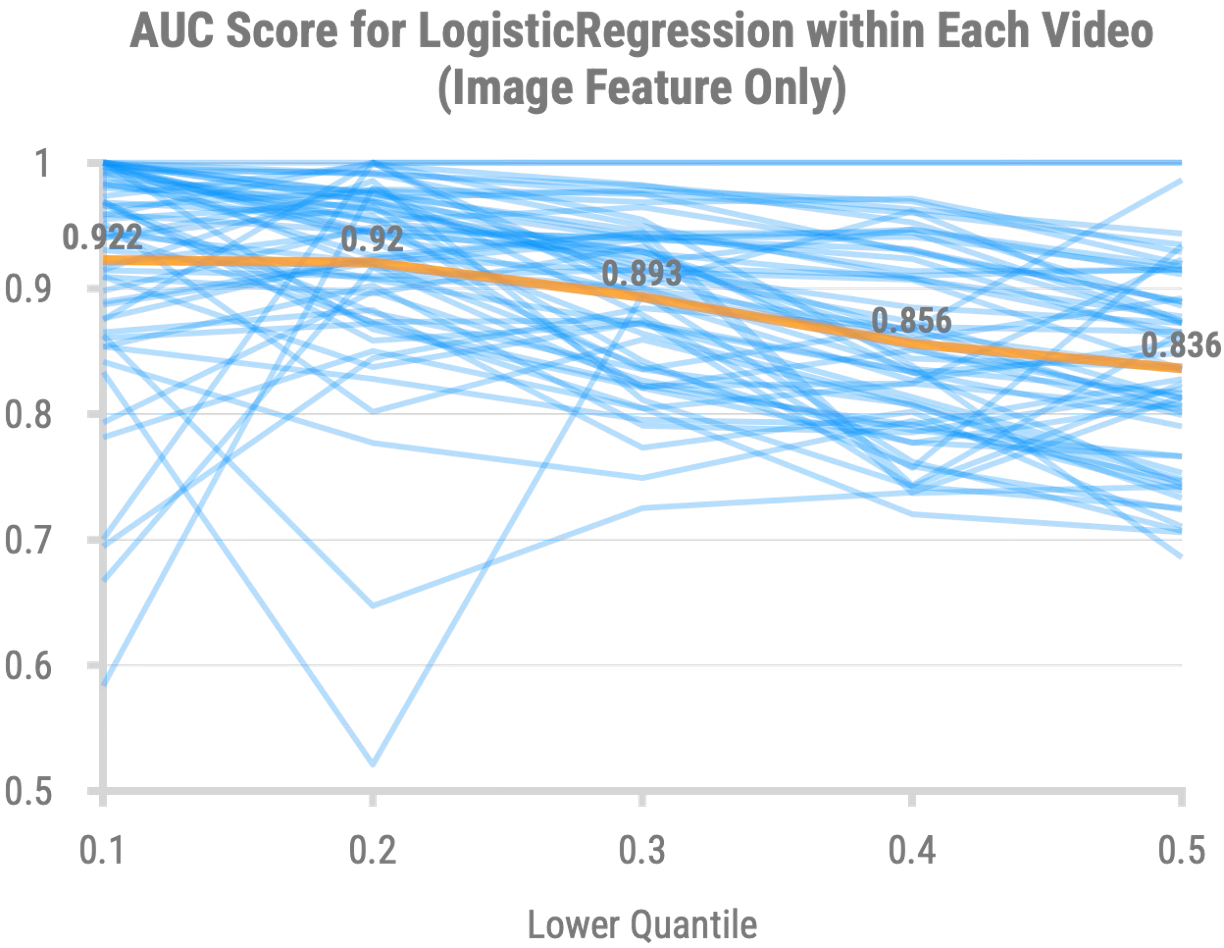 AUC Score for LogisticRegression within Each Video
(Image Feature Only)
1
0.9
0.8
0.7
0.6
0.5
0.922
0.92
0.893
0.856
0.836
0.1 0.2 0.3 0.4 0.5
Lower Quantile